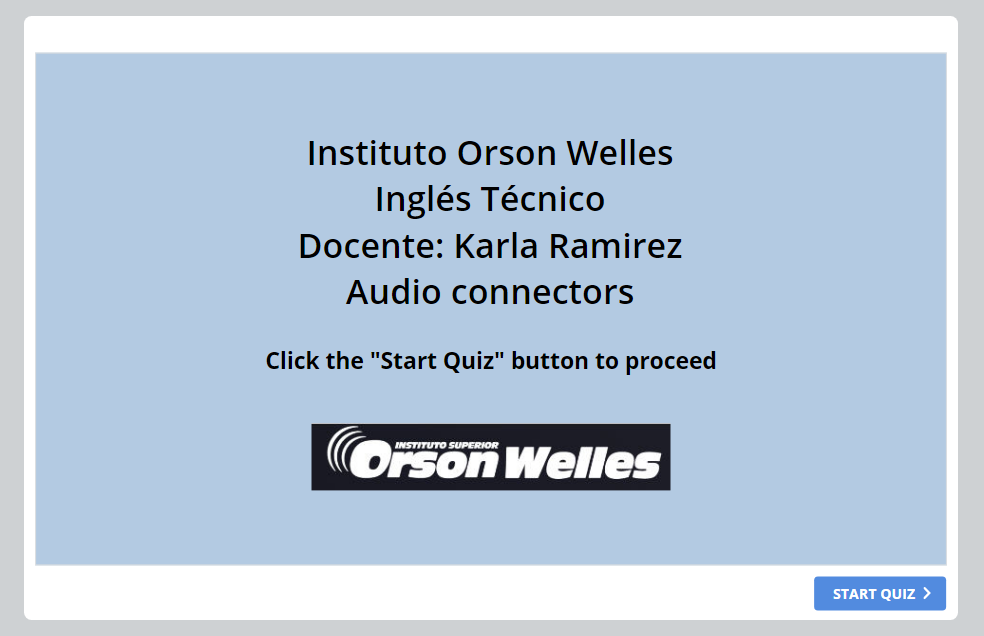 Instituto Orson Welles
Inglés Técnico
Docente: Karla Ramirez
Audio connectors
Click the "Start Quiz" button to proceed
INSTITUTO SUPERIOR
Orson Welles
START QUIZ